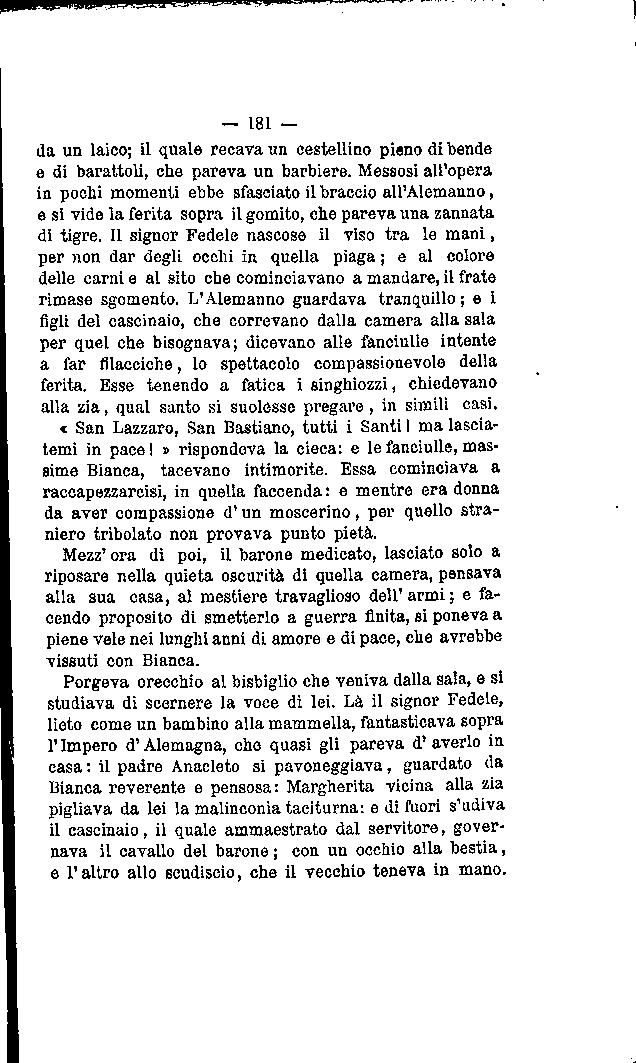 — 181 —
da un laico; il quale recava un cestellino pieno di bende
e di barattoli, che pareva un barbiere. Messosi all'opera
in pochi momenti ebbe sfasciato il braccio all'Alemanno,
e si vide la ferita sopra il gomito, che pareva una zannata
di tigre. Il signor Fedele nascose il viso tra le mani,
per non dar degli occhi in quella piaga; e al colore
delle carni e al sito che cominciavano a mandare, il frate
rimase sgomento. L'Alemanno guardava tranquillo; e i
figli del cascinaio, che correvano dalla camera alla sala
per quel che bisognava; dicevano alle fanciulle intente
a far filacciche, lo spettacolo compassionevole della
ferita. Esse tenendo a fatica i singhiozzi, chiedevano
alla zia, qual santo si suolesse pregare, in simili casi.
« San Lazzaro, San Bastiano, tutti i Santi! ma lascia-
temi in pace! » rispondeva la cieca: e le fanciulle, mas-
sime Bianca, tacevano intimorite. Essa cominciava a
raccapezzarcisi, in quella faccenda: e mentre era donna
da aver compassione d'un moscerino, per quello stra-
niero tribolato non provava punto pietà.
Mezz'ora di poi, il barone medicato, lasciato solo a
riposare nella quieta oscurità di quella camera, pensava
alla sua casa, al mestiere travaglioso dell'armi; e fa-
cendo proposito di smetterlo a guerra finita, si poneva a
piene vele nei lunghi anni di amore e di pace, che avrebbe
vissuti con Bianca.
Porgeva orecchio al bisbiglio che veniva dalla sala, e si
studiava di scernere la voce di lei. Là il signor Fedele,
lieto come un bambino alla mammella, fantasticava sopra
l'Impero d'Alemagna, che quasi gli pareva d'averlo in
casa: il padre Anacleto si pavoneggiava, guardato da
Bianca reverente e pensosa: Margherita vicina alla zia
pigliava da lei la malinconia taciturna: e di fuori s'udiva
il cascinaio, il quale ammaestrato dal servitore, gover-
nava il cavallo del barone; con un occhio alla bestia,
e l'altro allo scudiscio, che il vecchio teneva in mano.